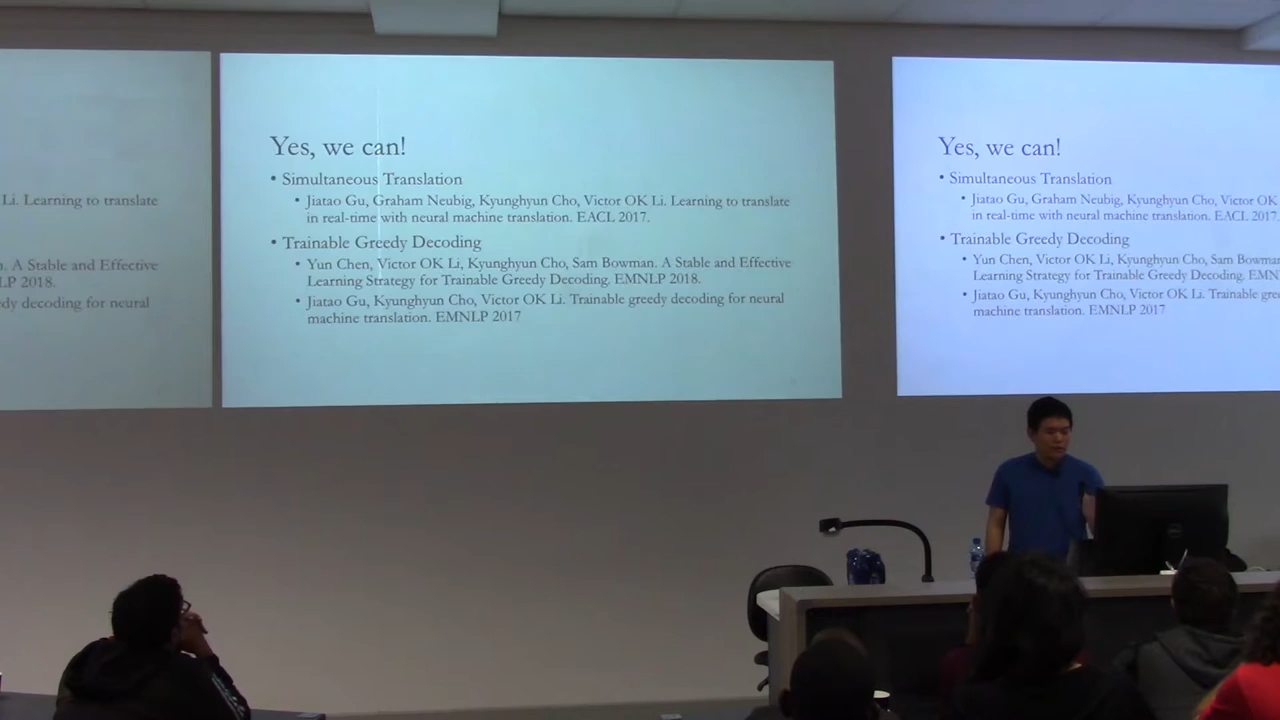 Li. Learning to translate
A Stable and Effective
LP 2018.
dy decoding for neural
Yes, we can!
• Simultaneous Translation
• Jiatao Gu, Graham Neubig, Kyunghyun Cho, Victor OK Li. Learning to translate
in real-time with neural machine translation. EACL 2017.
• Trainable Greedy Decoding
• Yun Chen, Victor OK Li, Kyunghyun Cho, Sam Bowman. A Stable and Effective
Learning Strategy for Trainable Greedy Decoding. EMNLP 2018.
• Jiatao Gu, Kyunghyun Cho, Victor OK Li. Trainable greedy decoding for neural
machine translation. EMNLP 2017
Yes, we can!
• Simultaneous Translation
• Jiatao Gu, Graham Neubig, Kyunghyun Cho, Victor OK
in real-time with neural machine translation. EACL 2017.
• Trainable Greedy Decoding
• Yun Chen, Victor OK Li, Kyunghyun Cho, Sam Bowman
Learning Strategy for Trainable Greedy Decoding. EMN
• Jiatao Gu, Kyunghyun Cho, Victor OK Li. Trainable gree
machine translation. EMNLP 2017